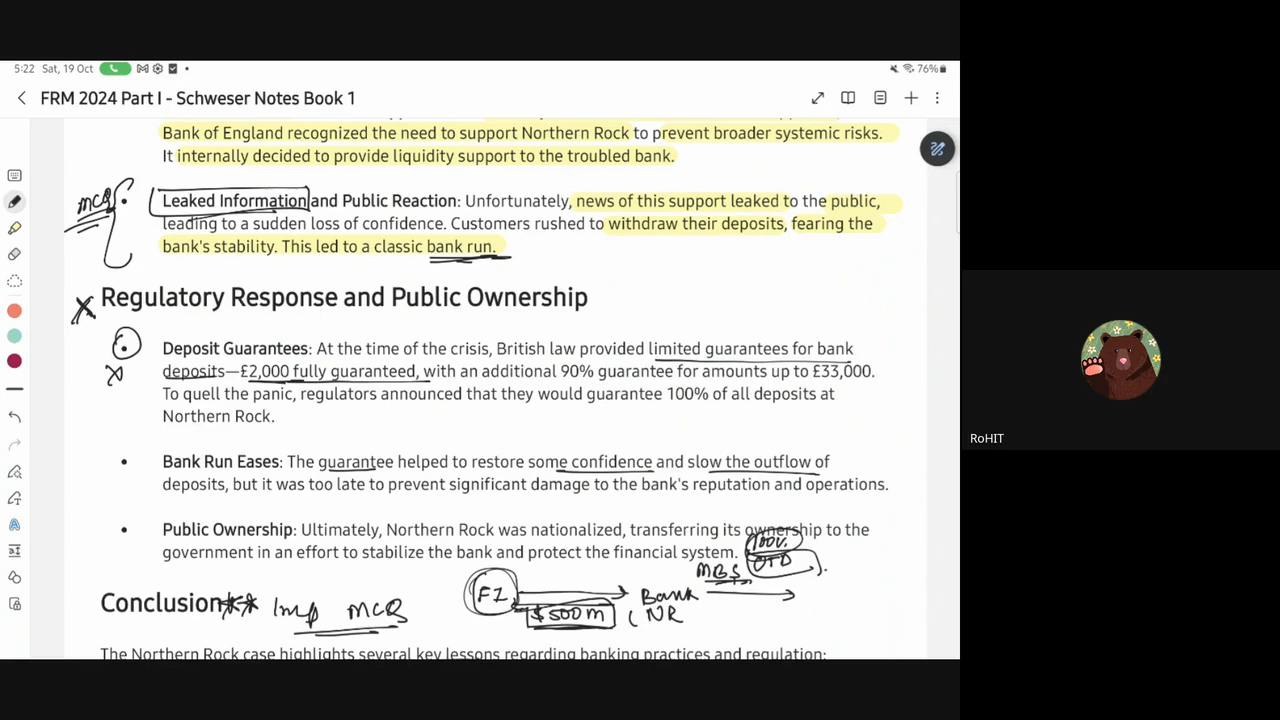 5:22 Sat, 19 Oct
76%
FRM 2024 Part I - Schweser Notes Book 1
Bank of England recognized the need to support Northern Rock to prevent broader systemic risks.
It internally decided to provide liquidity support to the troubled bank.
MCQ
Leaked Information and Public Reaction: Unfortunately, news of this support leaked to the public,
leading to a sudden loss of confidence. Customers rushed to withdraw their deposits, fearing the
bank's stability. This led to a classic bank run.
Regulatory Response and Public Ownership
• Deposit Guarantees: At the time of the crisis, British law provided limited guarantees for bank
deposits—£2,000 fully guaranteed, with an additional 90% guarantee for amounts up to £33,000.
To quell the panic, regulators announced that they would guarantee 100% of all deposits at
Northern Rock.
• Bank Run Eases: The guarantee helped to restore some confidence and slow the outflow of
deposits, but it was too late to prevent significant damage to the bank's reputation and operations.
• Public Ownership: Ultimately, Northern Rock was nationalized, transferring its ownership to the
government in an effort to stabilize the bank and protect the financial system.
OTD
MBS
Conclusion Imp MCQ
FI $500m Bank
(NR
The Northern Rock case highlights several key lessons regarding banking practices and regulation:
RoHIT